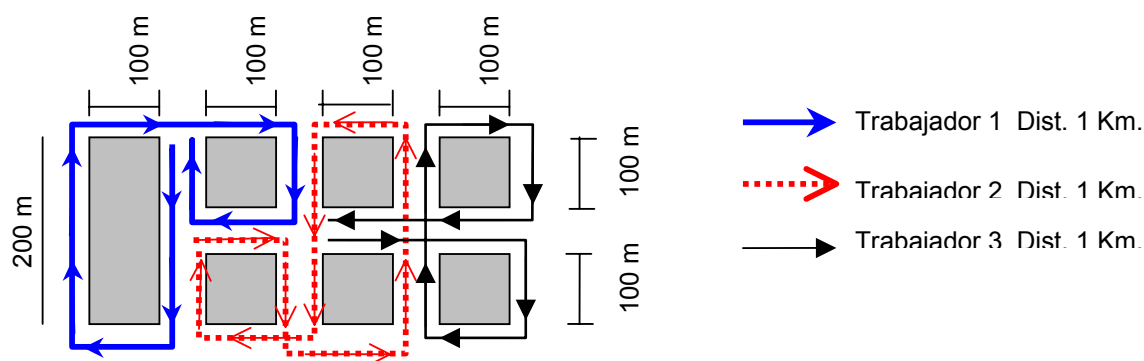 100 m
100 m
100 m
100 m
200 m
100 m
100 m
Trabajador 1 Dist. 1 Km.
Trabajador 2 Dist. 1 Km.
Trabajador 3 Dist. 1 Km.